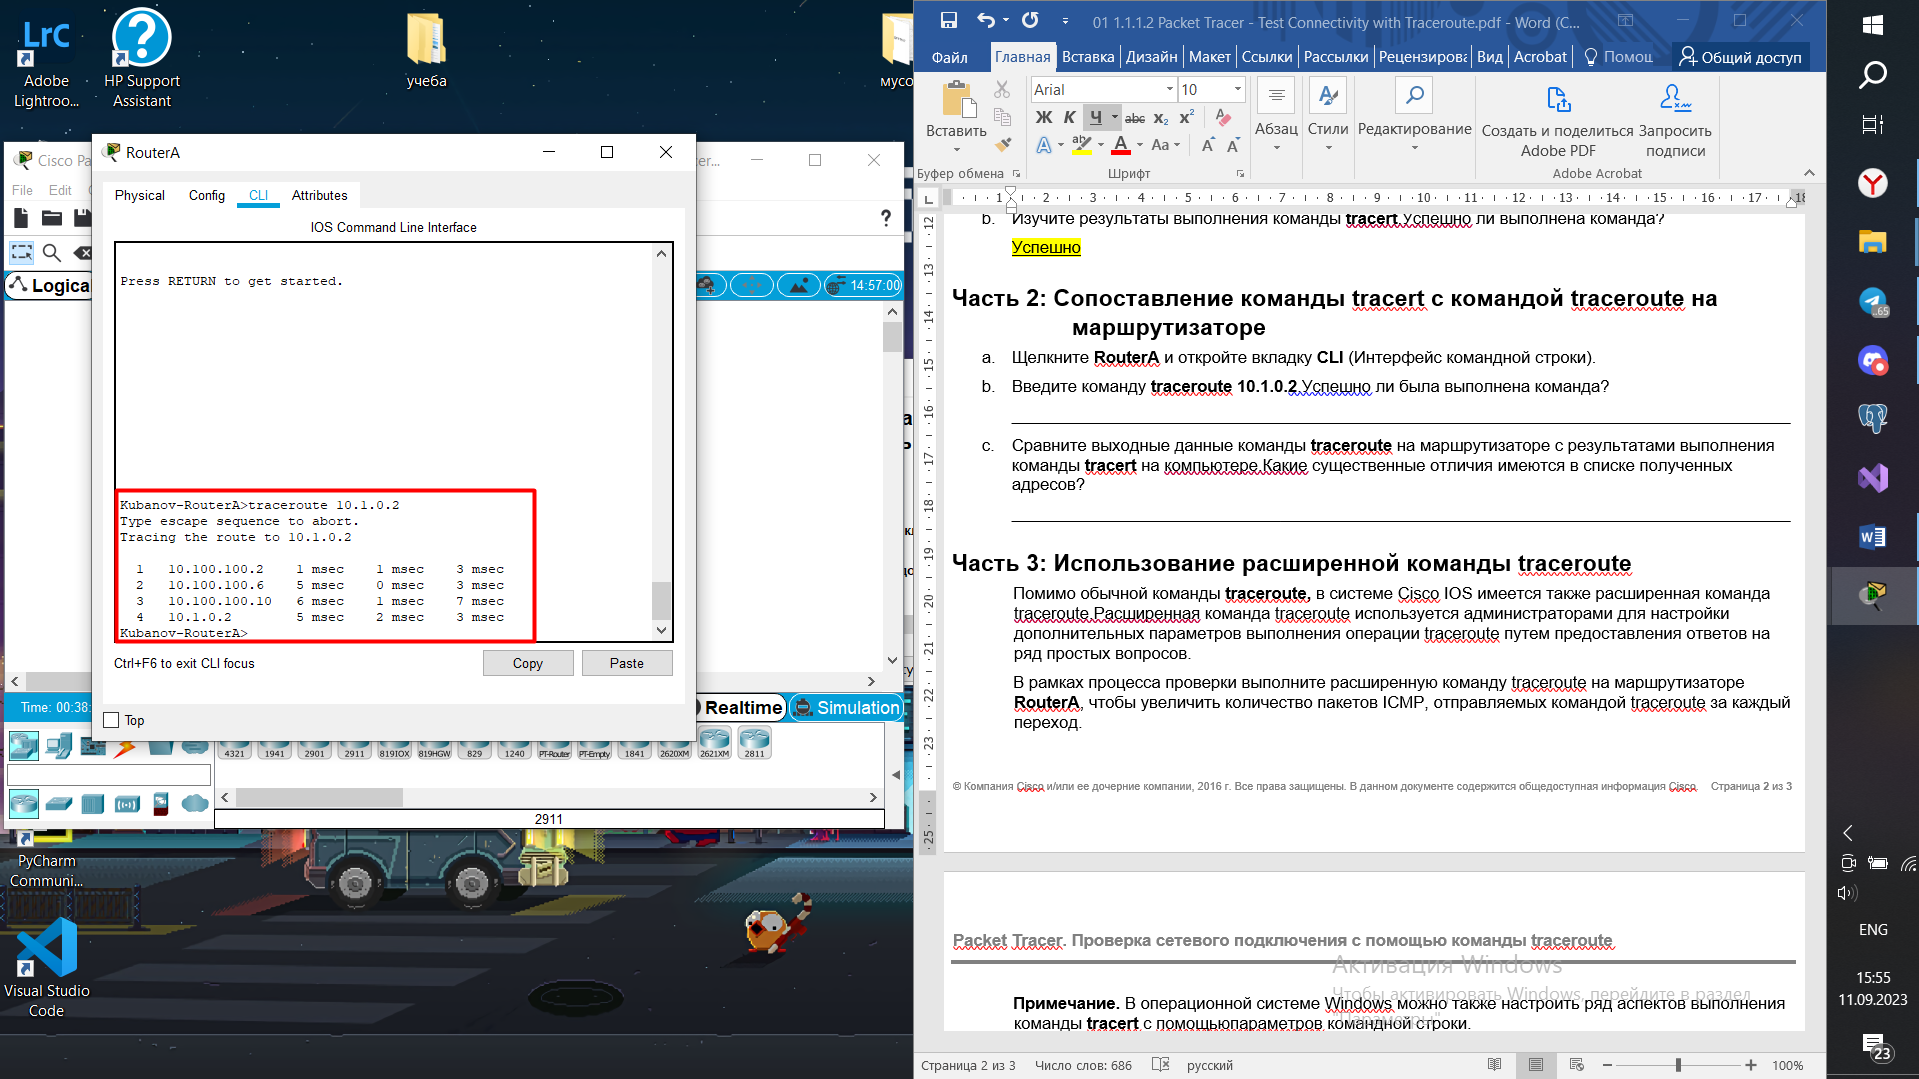 Adobe
Lightroo...
HP Support
Assistant
учеба
мусо
Cisco Pa
File
Edit
Logica
RouterA
Physical
Config
CLI
Attributes
IOS Command Line Interface
Press RETURN to get started.
Kubanov-RouterA>traceroute 10.1.0.2
Type escape sequence to abort.
Tracing the route to 10.1.0.2
1 10.100.100.2 1 msec 1 msec 3 msec
2 10.100.100.6 5 msec 0 msec 3 msec
3 10.100.100.10 6 msec 1 msec 7 msec
4 10.1.0.2 5 msec 2 msec 3 msec
Kubanov-RouterA>
Ctrl+F6 to exit CLI focus
Copy
Paste
Top
14:57:00
Time: 00:38:
Realtime
Simulation
4321 1941 2901 2911 819IOX 819HGW 829 1240 PT-Router PT-Empty 1841 2620XM 2621XM 2811
2911
PyCharm
Communi...
Visual Studio
Code
01 1.1.1.2 Packet Tracer - Test Connectivity with Traceroute.pdf - Word (С...
Файл Главная Вставка Дизайн Макет Ссылки Рассылки Рецензирова Вид Acrobat Помощ Общий доступ
Вставить
Буфер обмена
Arial 10
Ж К Ч abc x₂ x²
Aa
Шрифт
Абзац
Стили
Редактирование
Создать и поделиться
Adobe PDF
Запросить
подписи
Adobe Acrobat
b. Изучите результаты выполнения команды tracert.Успешно ли выполнена команда?
Успешно
Часть 2: Сопоставление команды tracert с командой traceroute на
маршрутизаторе
a. Щелкните RouterA и откройте вкладку CLI (Интерфейс командной строки).
b. Введите команду traceroute 10.1.0.2.Успешно ли была выполнена команда?
c. Сравните выходные данные команды traceroute на маршрутизаторе с результатами выполнения
команды tracert на компьютере.Какие существенные отличия имеются в списке полученных
адресов?
Часть 3: Использование расширенной команды traceroute
Помимо обычной команды traceroute, в системе Cisco IOS имеется также расширенная команда
traceroute.Расширенная команда traceroute используется администраторами для настройки
дополнительных параметров выполнения операции traceroute путем предоставления ответов на
ряд простых вопросов.
В рамках процесса проверки выполните расширенную команду traceroute на маршрутизаторе
RouterA, чтобы увеличить количество пакетов ICMP, отправляемых командой traceroute за каждый
переход.
© Компания Cisco и/или ее дочерние компании, 2016 г. Все права защищены. В данном документе содержится общедоступная информация Cisco. Страница 2 из 3
Packet Tracer. Проверка сетевого подключения с помощью команды traceroute
Активация Windows
Чтобы активировать Windows, перейдите в раздел
"Параметры".
Примечание. В операционной системе Windows можно также настроить ряд аспектов выполнения
команды tracert с помощьюпараметров командной строки.
Страница 2 из 3 Число слов: 686 русский 100%
ENG
15:55
11.09.2023
23